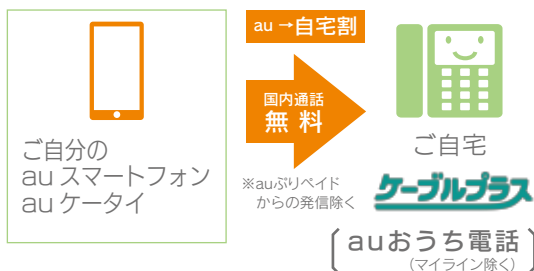 au→自宅割
国内通話
無料
ご自分の
au スマートフォン
au ケータイ
※auぷりペイド
からの発信除く
ご自宅
ケーブルプラス
auおうち電話
(マイライン除く)